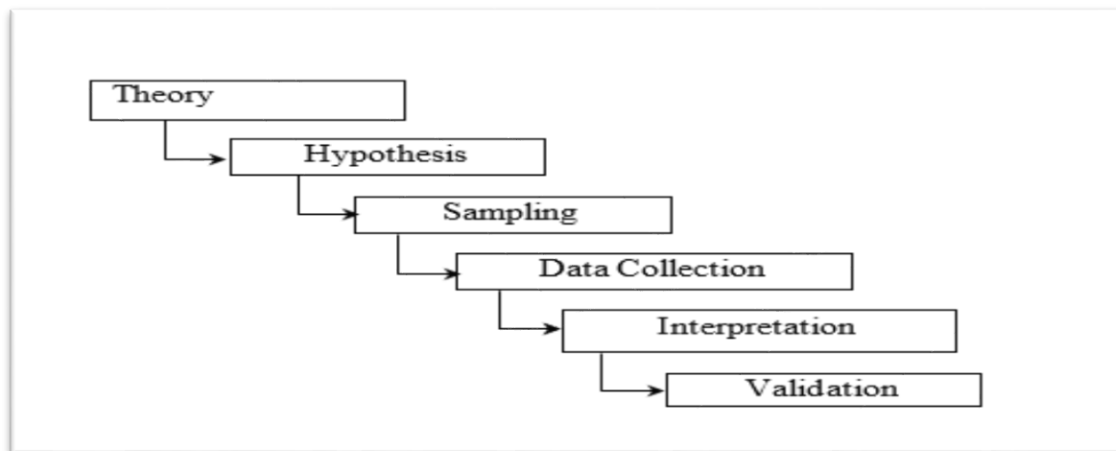 Theory
Hypothesis
Sampling
Data Collection
Interpretation
Validation